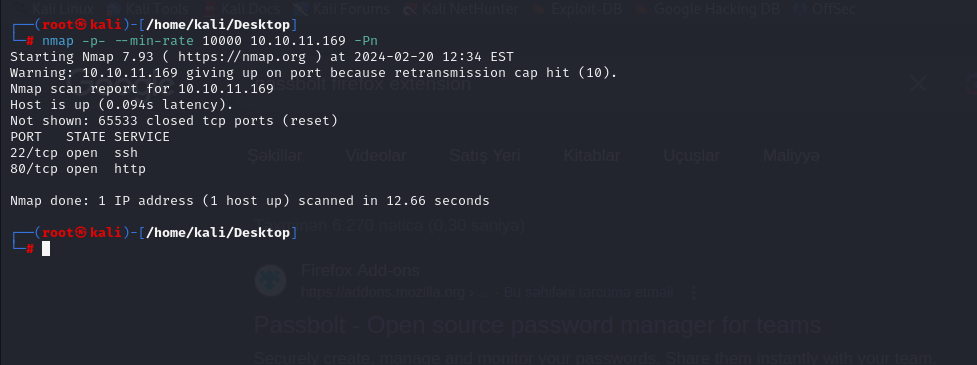 Kali Linux Kali Tools Kali Docs Kali Forums Kali NetHunter Exploit-DB Google Hacking DB OffSec
┌──(root㉿kali)-[/home/kali/Desktop]
└─# nmap -p- --min-rate 10000 10.10.11.169 -Pn
Starting Nmap 7.93 ( https://nmap.org ) at 2024-02-20 12:34 EST
Warning: 10.10.11.169 giving up on port because retransmission cap hit (10).
Nmap scan report for 10.10.11.169
passbolt firefox extension
Host is up (0.094s latency).
Not shown: 65533 closed tcp ports (reset)
PORT STATE SERVICE
22/tcp open ssh
Şəkillər Videolar Satış Yeri Kitablar Uçuşlar Maliyyə
80/tcp open http
Nmap done: 1 IP address (1 host up) scanned in 12.66 seconds
6.270 nəticə (0,30 saniyə)
┌──(root㉿kali)-[/home/kali/Desktop]
└─#
Firefox Add-ons
https://addons.mozilla.org › ... Bu səhifəni tərcümə etməli
Passbolt - Open source password manager for teams
Securely create, manage and monitor your passwords. Share them instantly with your team.